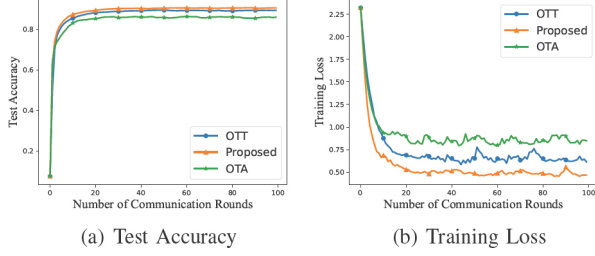 Test Accuracy
0.8
0.6
0.4
0.2
0
20
40
60
80
100
Number of Communication Rounds
OTT
Proposed
OTA
(a) Test Accuracy
Training Loss
2.25
2.00
1.75
1.50
1.25
1.00
0.75
0.50
0
20
40
60
80
100
Number of Communication Rounds
OTT
Proposed
OTA
(b) Training Loss